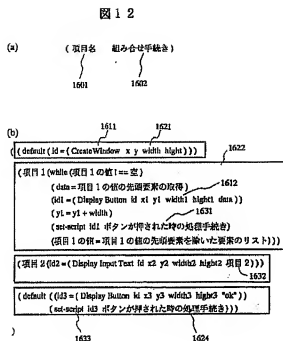 図12
(a)
(項目名 組み合せ手続き)
1601 1602
(b)
1611 1621
((default (id = (CreateWindow x y width hight)))
1622
(項目1 (while (項目1の値 != 空)
(data = 項目1の値の先頭要素の取得)
1612
(id1 = (Display Button id x1 y1 width1 hight1 data))
(y1 = y1 + width)
1631
(set-script id1 ボタンが押された時の処理手続き)
(項目1の値 = 項目1の値の先頭要素を除いた要素のリスト)))
(項目2 (id2 = (Display Input Text id x2 y2 width2 hight2 項目2)))
1632
(default ((id3 = (Display Button id x3 y3 width3 hight3 "ok"))
(set-script id3 ボタンが押された時の処理手続き)))
)
1633 1624